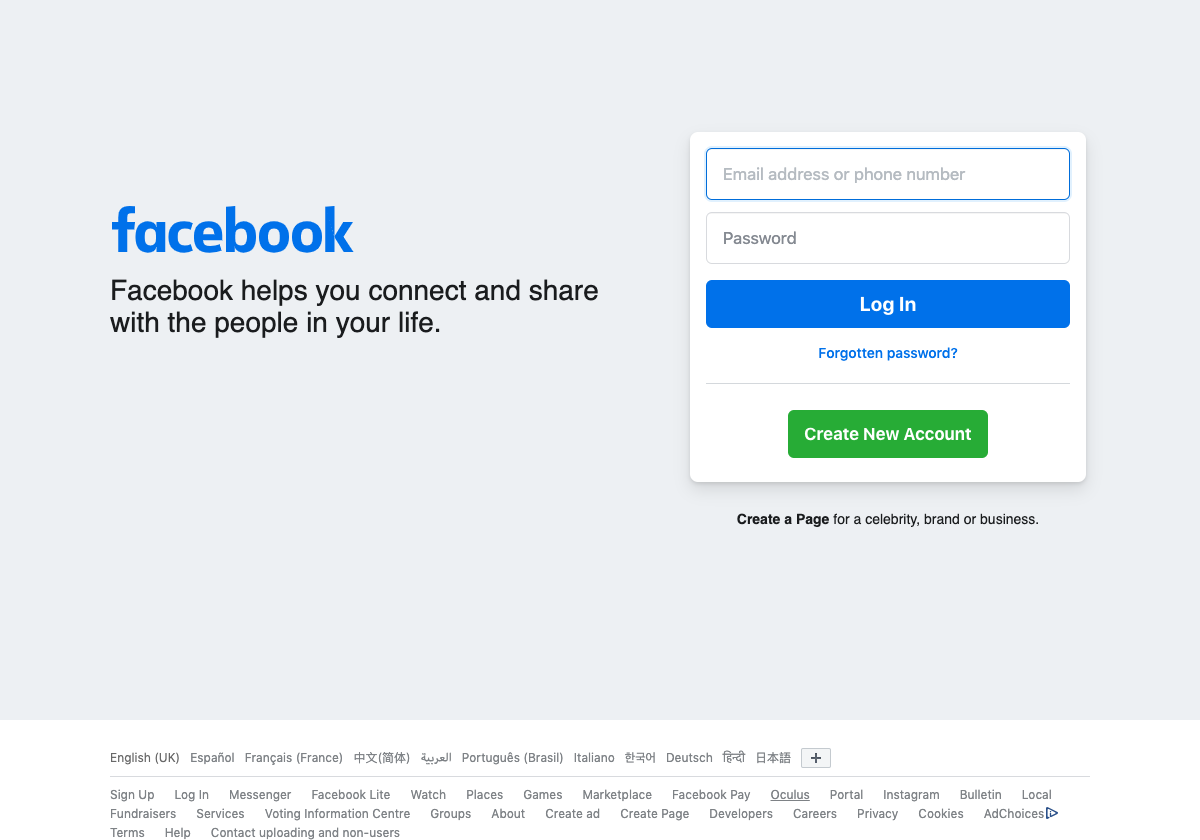 facebook
Facebook helps you connect and share
with the people in your life.
Email address or phone number
Password
Log In
Forgotten password?
Create New Account
Create a Page for a celebrity, brand or business.
English (UK) Español Français (France) 中文(简体) العربية Português (Brasil) Italiano 한국어 Deutsch हिन्दी 日本語
Sign Up Log In Messenger Facebook Lite Watch Places Games Marketplace Facebook Pay Oculus Portal Instagram Bulletin Local
Fundraisers Services Voting Information Centre Groups About Create ad Create Page Developers Careers Privacy Cookies AdChoices
Terms Help Contact uploading and non-users